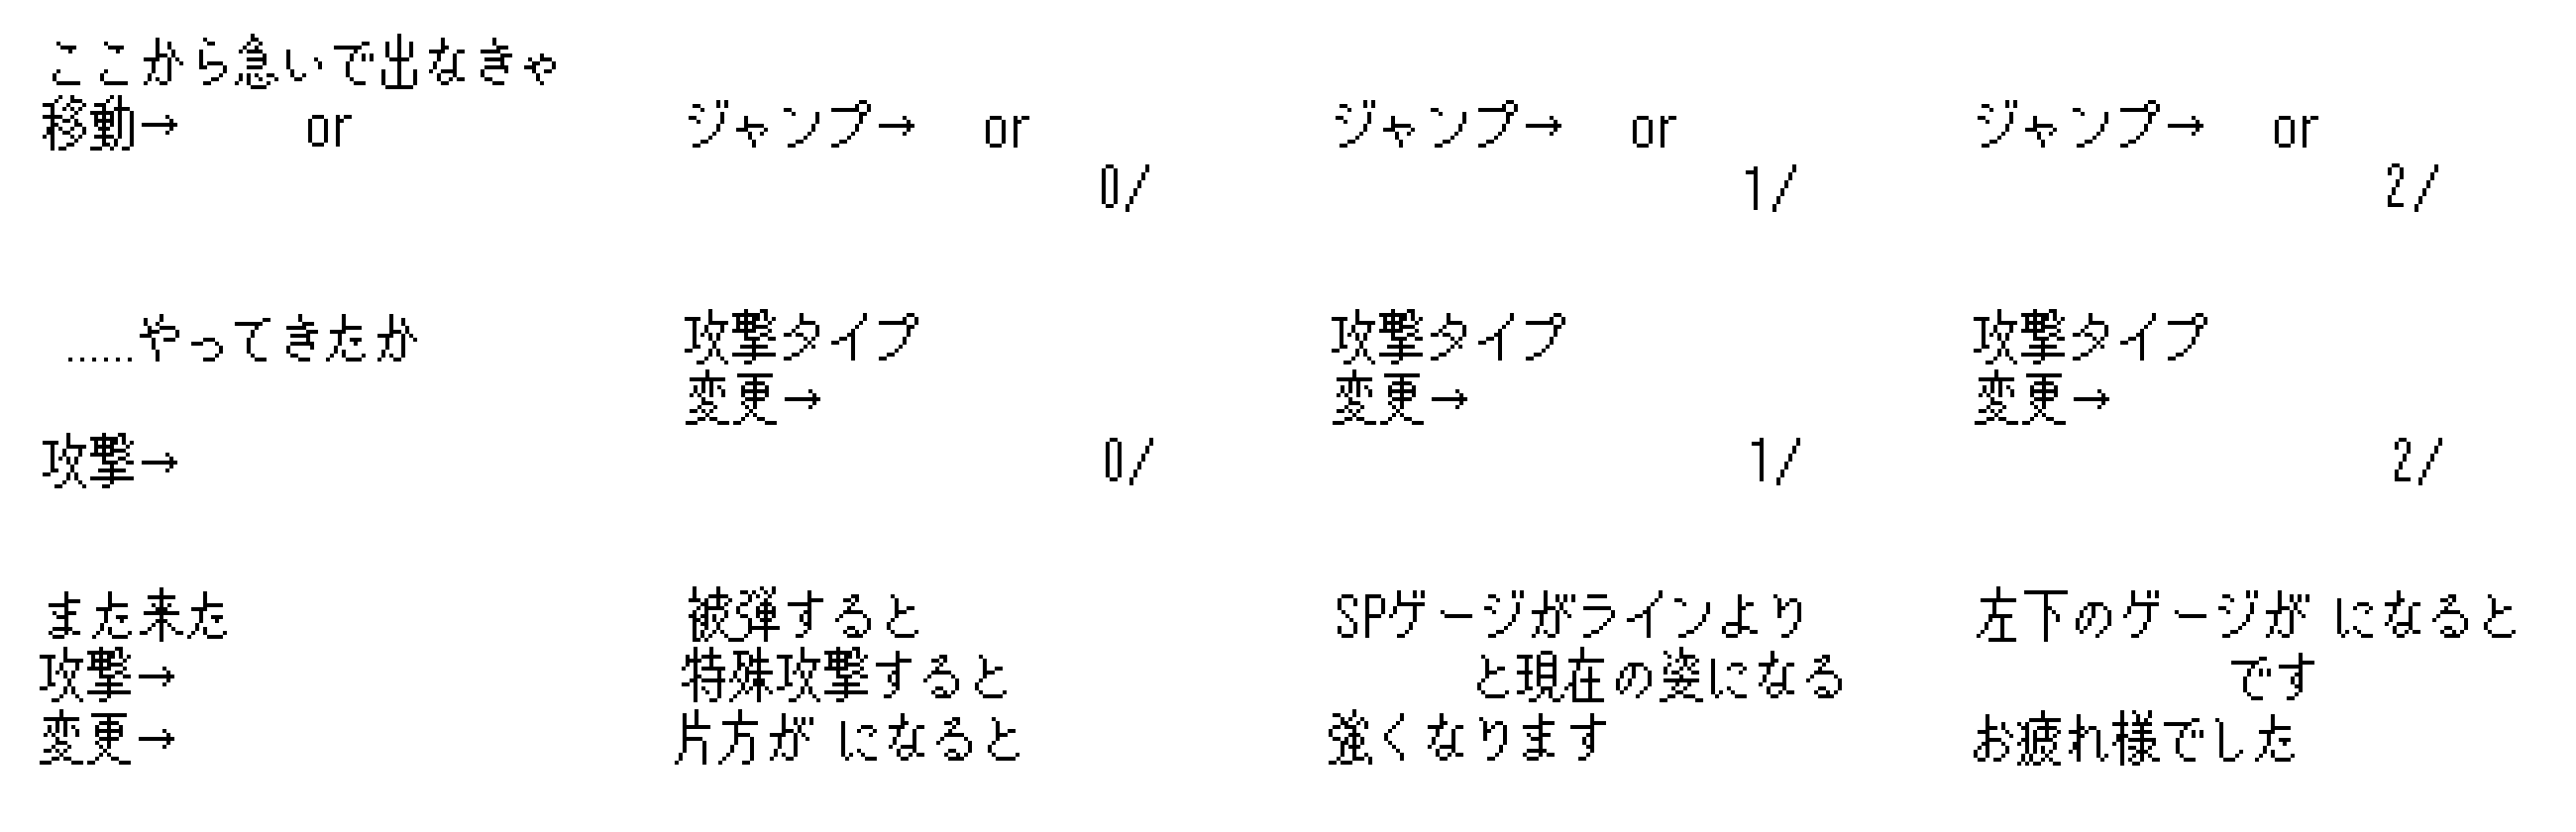 ここから急いで出なきゃ
移動→ or
ジャンプ→ or
0/
ジャンプ→ or
1/
ジャンプ→ or
2/
……やってきたか
攻撃→
攻撃タイプ
変更→
0/
攻撃タイプ
変更→
1/
攻撃タイプ
変更→
2/
また来た
攻撃→
変更→
被弾すると
特殊攻撃すると
片方が になると
SPゲージがラインより
と現在の姿になる
強くなります
左下のゲージが になると
です
お疲れ様でした